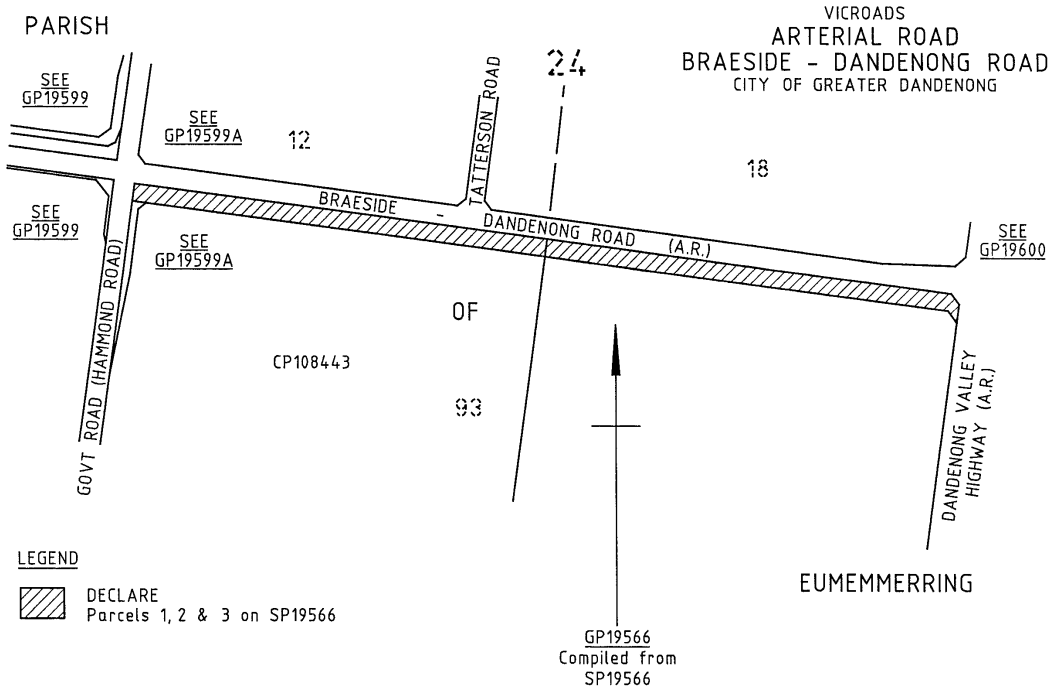 PARISH
VICROADS
ARTERIAL ROAD
BRAESIDE - DANDENONG ROAD
CITY OF GREATER DANDENONG
SEE
GP19599
SEE
GP19599A
12
TATTERSON ROAD
24
18
BRAESIDE - DANDENONG ROAD (A.R.)
SEE
GP19599
SEE
GP19599A
SEE
GP19600
GOVT ROAD (HAMMOND ROAD)
OF
CP108443
93
DANDENONG VALLEY
HIGHWAY (A.R.)
LEGEND
DECLARE
Parcels 1, 2 & 3 on SP19566
EUMEMMERRING
GP19566
Compiled from
SP19566